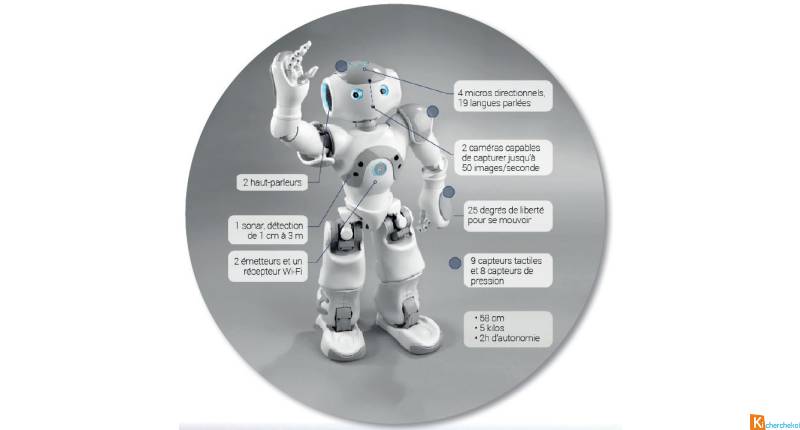 4 micros directionnels,
19 langues parlées
2 caméras capables
de capturer jusqu'à
50 images/seconde
2 haut-parleurs
25 degrés de liberté
pour se mouvoir
1 sonar, détection
de 1 cm à 3 m
2 émetteurs et un
récepteur Wi-Fi
9 capteurs tactiles
et 8 capteurs de
pression
• 58 cm
• 5 kilos
• 2h d'autonomie
K
icherchekoi